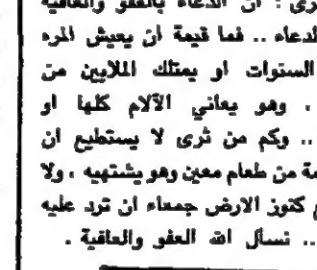 ان الدعاء بالعفو والعافية
الدعاء .. فما قيمة ان يعيش المره
السنوات او يمتلك الملايين من
، وهو يعاني الآلام كلها او
.. وكم من ثرى لا يستطيع ان
من طعام معين وهو يشتهيه ، ولا
كنوز الارض جمعاء ان ترد عليه
.. نسأل الله العفو والعافية .